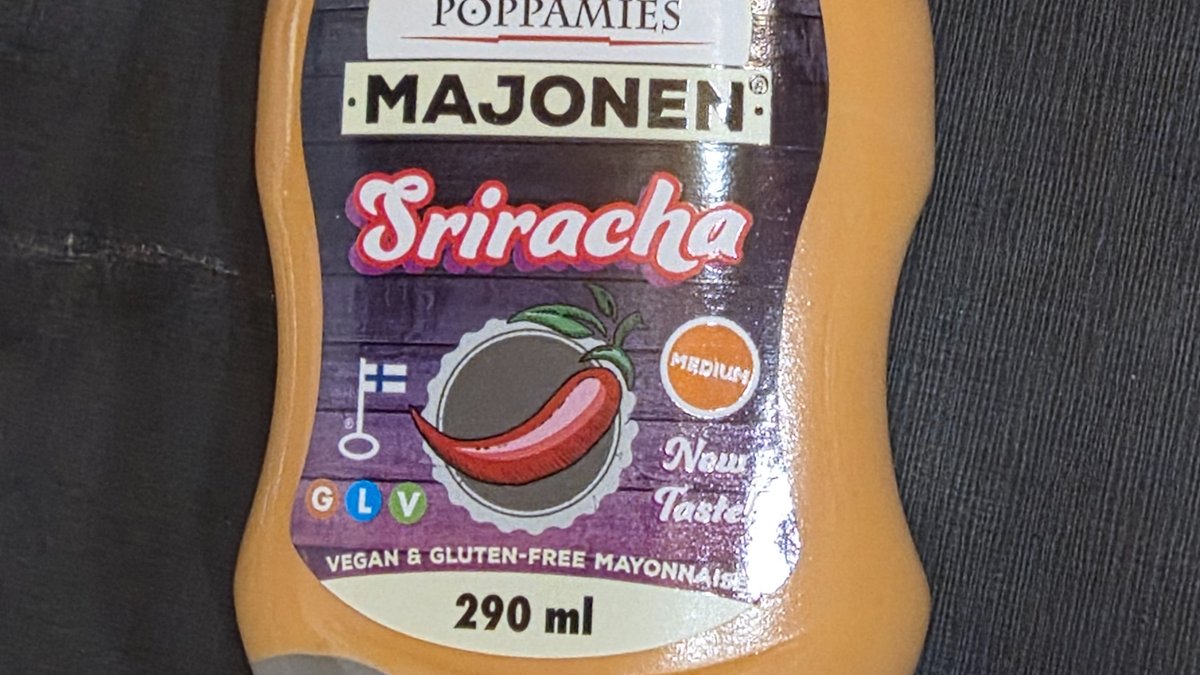 POPPAMIES
MAJONEN®
Sriracha
MEDIUM
®
New
Taste!
G L V
VEGAN & GLUTEN-FREE MAYONNAISE
290 ml